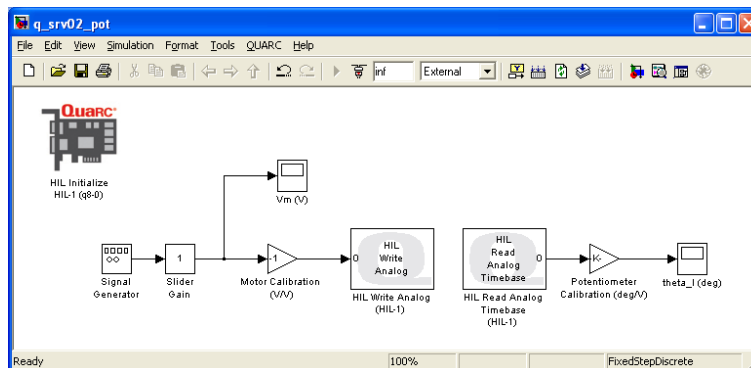 q_srv02_pot
File Edit View Simulation Format Tools QUARC Help
inf
External
QUARC
HIL Initialize
HIL-1 (q8-0)
Vm (V)
Signal
Generator
1
Slider
Gain
-1
Motor Calibration
(V/V)
0
HIL
Write
Analog
HIL Write Analog
(HIL-1)
HIL
Read
Analog
Timebase
0
HIL Read Analog
Timebase
(HIL-1)
K-
Potentiometer
Calibration (deg/V)
theta_l (deg)
Ready
100%
FixedStepDiscrete